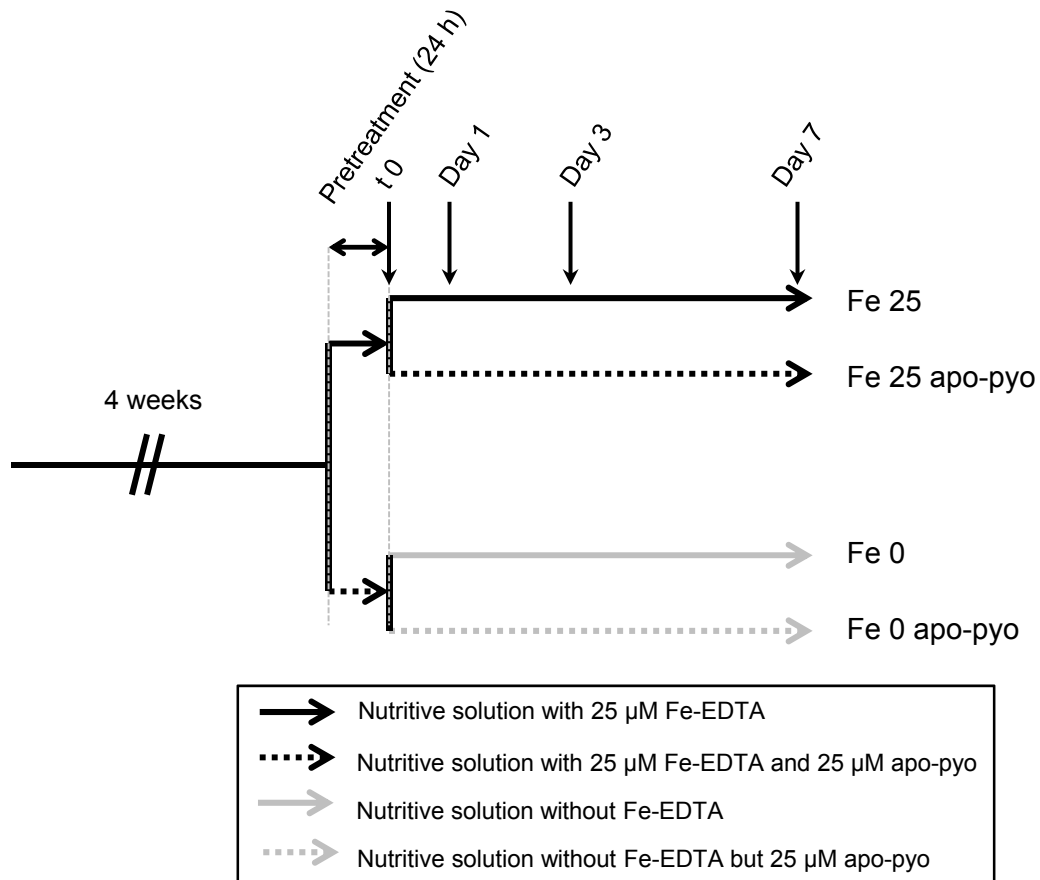 Pretreatment (24 h)
t 0
Day 1
Day 3
Day 7
4 weeks
Fe 25
Fe 25 apo-pyo
Fe 0
Fe 0 apo-pyo
Nutritive solution with 25 µM Fe-EDTA
Nutritive solution with 25 µM Fe-EDTA and 25 µM apo-pyo
Nutritive solution without Fe-EDTA
Nutritive solution without Fe-EDTA but 25 µM apo-pyo